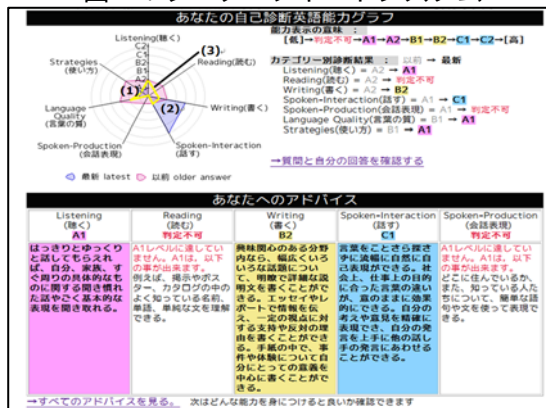 あなたの自己診断英語能力グラフ
Listening(聴く)
C2
C1
B2
B1
A2
(3)
Reading(読む)
Strategies
(使い方)
(1)
(2)
Writing(書く)
Language
Quality
(言葉の質)
Spoken-Production
(会話表現)
Spoken-Interaction
(話す)
最新 latest 以前 older answer
能力表示の意味 :
[低]→判定不可→A1→A2→B1→B2→C1→C2→[高]
カテゴリー別診断結果 : 以前 → 最新
Listening(聴く) = A2 → A1
Reading(読む) = A2 → 判定不可
Writing(書く) = A2 → B2
Spoken-Interaction(話す) = A1 → C1
Spoken-Production(会話表現) = A1 → 判定不可
Language Quality(言葉の質) = B1 → A1
Strategies(使い方) = B1 → A1
→質問と自分の回答を確認する
あなたへのアドバイス
Listening
(聴く)
A1
はっきりとゆっくり
と話してもらえれ
ば、自分、家族、す
ぐ周りの具体的なも
のに関する聞き慣れ
た語やごく基本的な
表現を聞き取れる。
Reading
(読む)
判定不可
A1レベルに達してい
ません。A1は、以下
の事が出来ます。
例えば、掲示やポス
ター、カタログの中の
よく知っている名前、
単語、単純な文を理解
できる。
Writing
(書く)
B2
興味関心のある分野
内なら、幅広くいろ
いろな話題につい
て、明瞭で詳細な説
明文を書くことがで
きる。エッセイやレ
ポートで情報を伝
え、一定の視点に対
する支持や反対の理
由を書くことができ
る。手紙の中で、事
件や体験について自
分にとっての意義を
中心に書くことがで
きる。
Spoken=Interaction
(話す)
C1
言葉をことさら探さ
ずに流暢に自然に自
己表現ができる。社
会上、仕事上の目的
に合った言葉の遣い
が、意のままに効果
的にできる。自分の
考えや意見を精確に
表現でき、自分の発
言を上手に他の話し
手の発言にあわせる
ことができる。
Spoken=Production
(会話表現)
判定不可
A1レベルに達してい
ません。A1は、以下
の事が出来ます。
どこに住んでいるか、
また、知っている人た
ちについて、簡単な語
句や文を使って表現で
きる。
→すべてのアドバイスを見る。 次はどんな能力を身につけると良いか確認できます